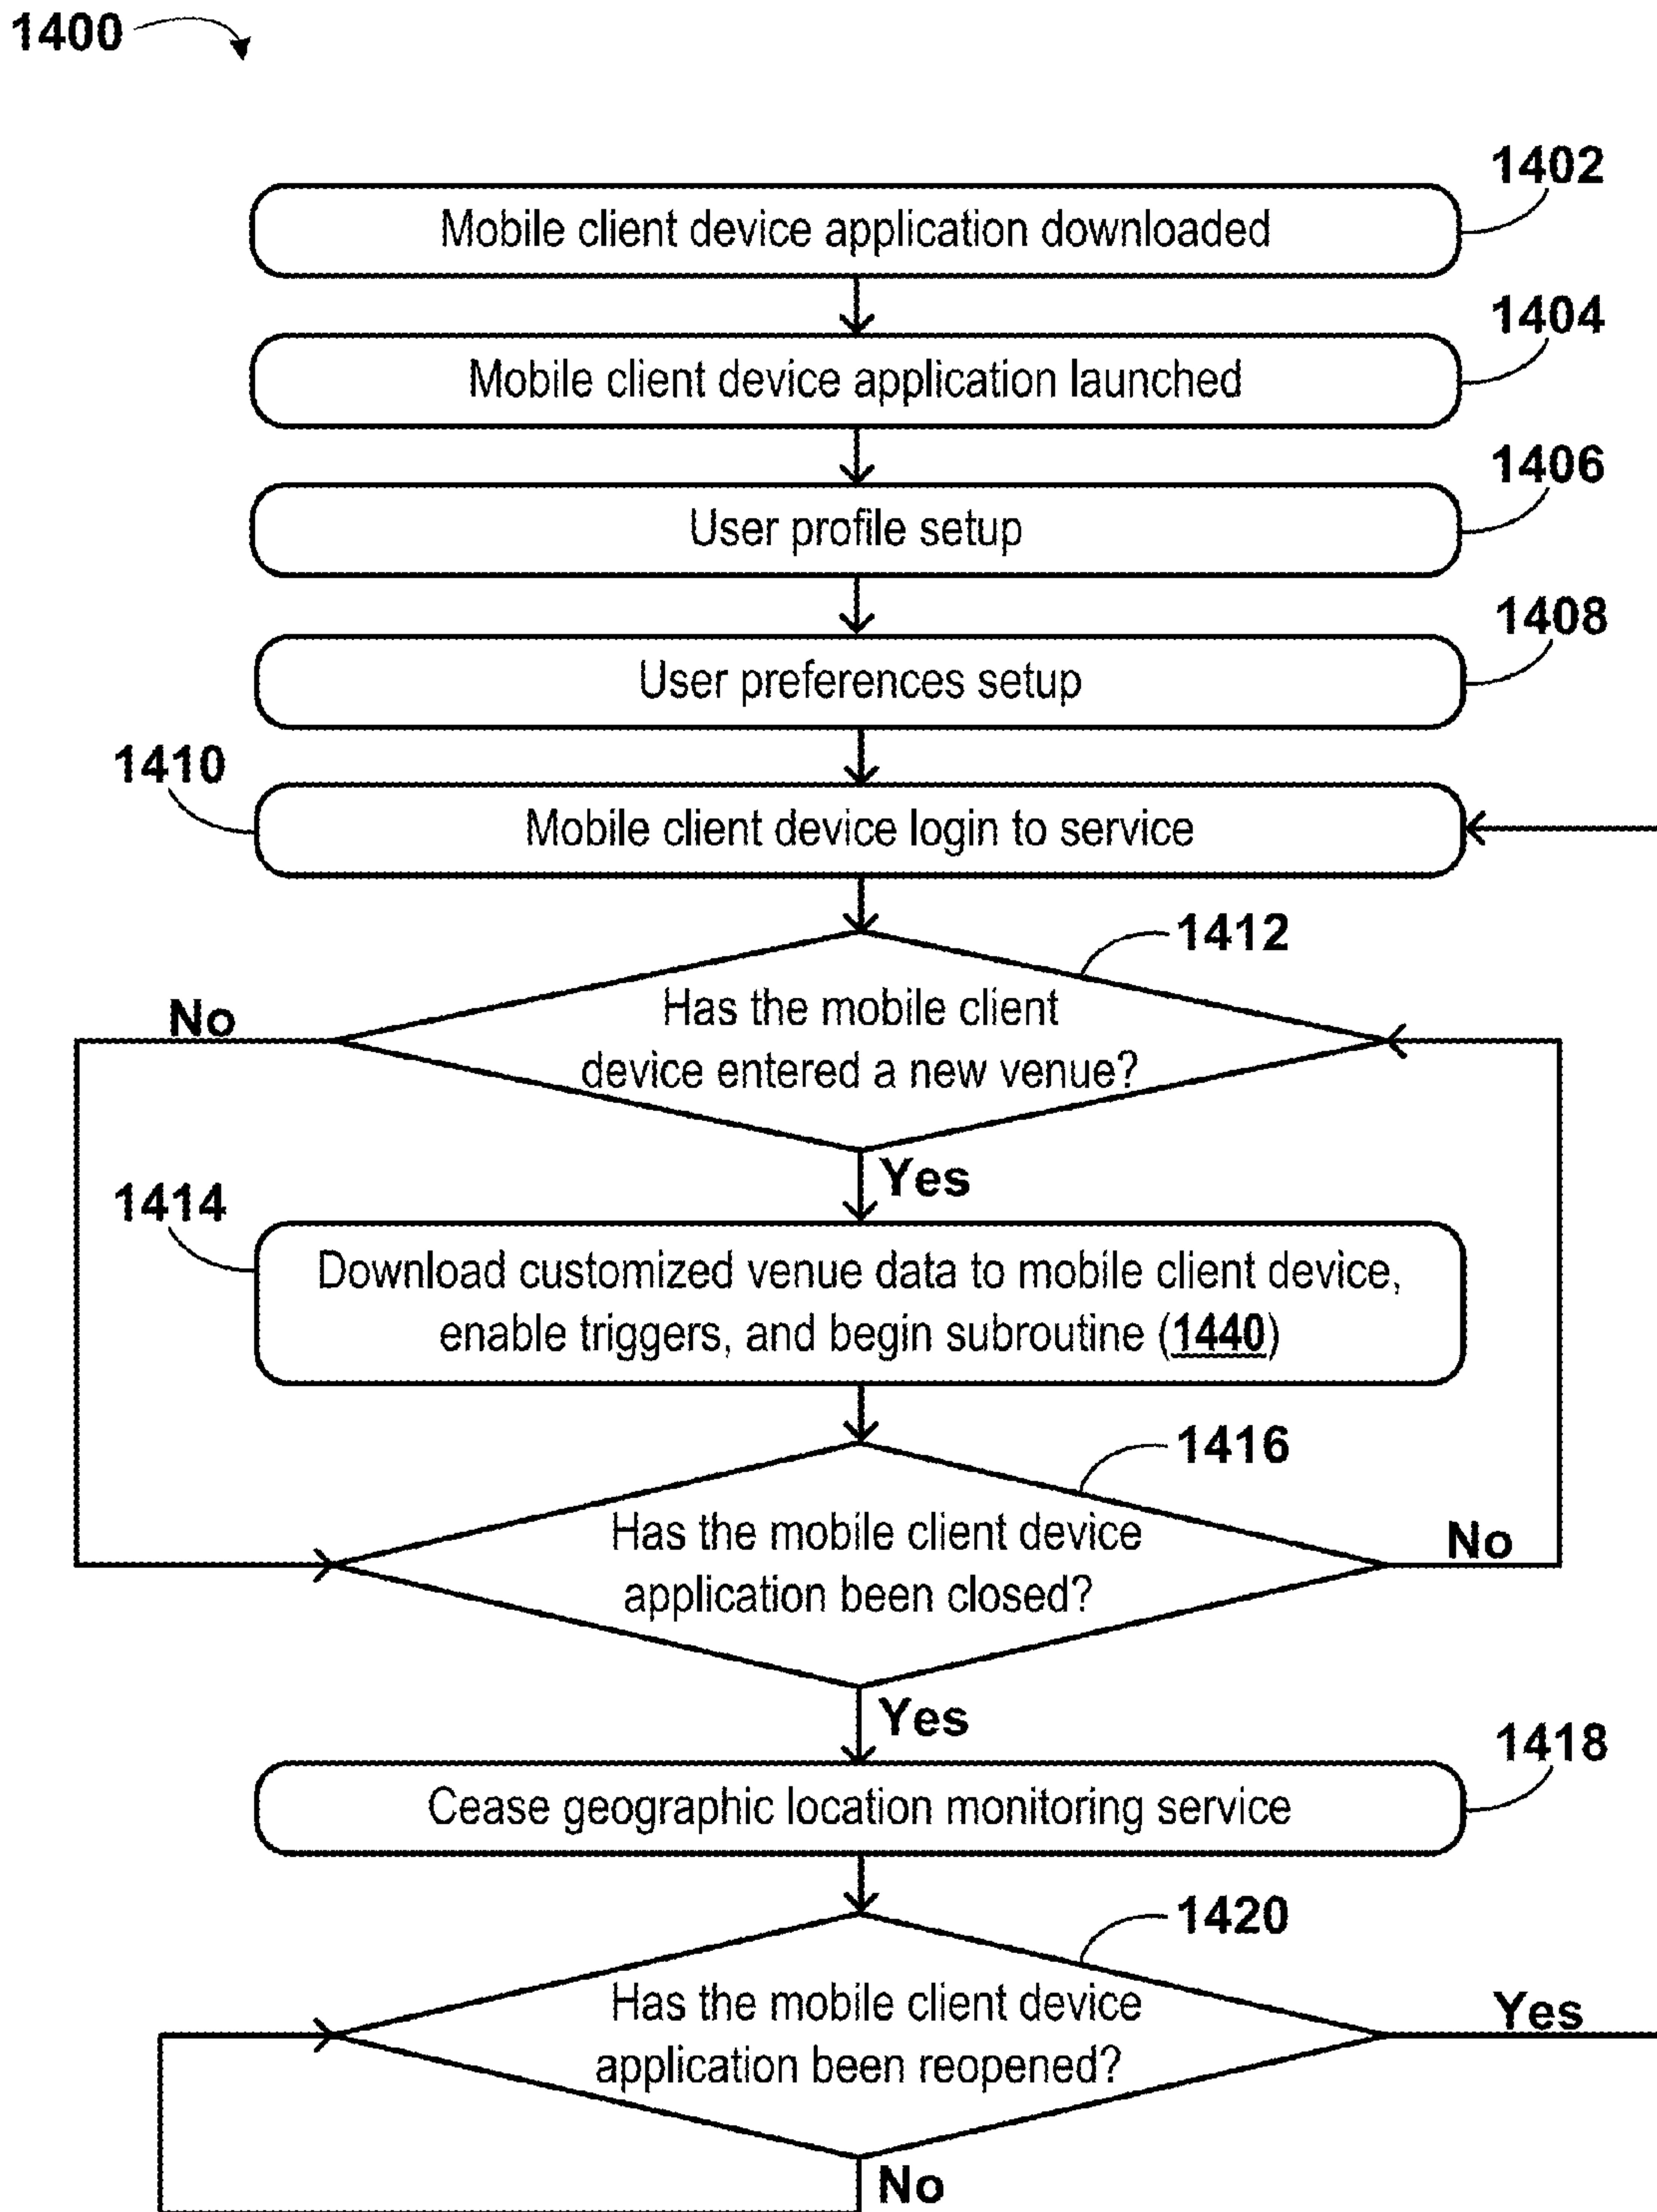 1400
1402
Mobile client device application downloaded
1404
Mobile client device application launched
1406
User profile setup
1408
User preferences setup
1410
Mobile client device login to service
1412
Has the mobile client
device entered a new venue?
No
Yes
1414
Download customized venue data to mobile client device,
enable triggers, and begin subroutine (1440)
1416
Has the mobile client device
application been closed?
No
Yes
1418
Cease geographic location monitoring service
1420
Has the mobile client device
application been reopened?
Yes
No